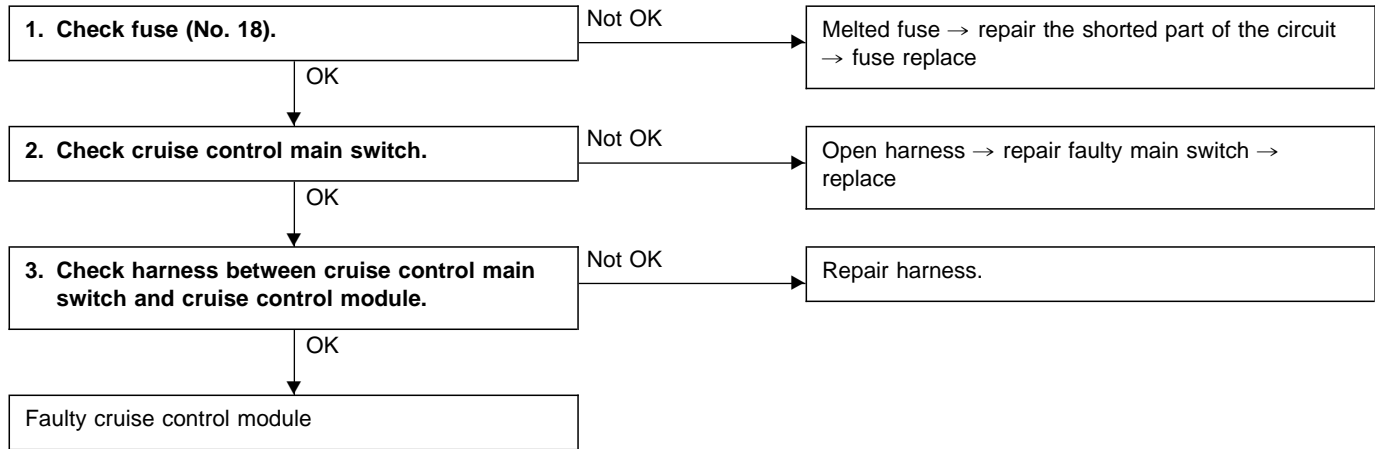 1. Check fuse (No. 18).
Not OK
Melted fuse → repair the shorted part of the circuit
→ fuse replace
OK
2. Check cruise control main switch.
Not OK
Open harness → repair faulty main switch →
replace
OK
3. Check harness between cruise control main
switch and cruise control module.
Not OK
Repair harness.
OK
Faulty cruise control module